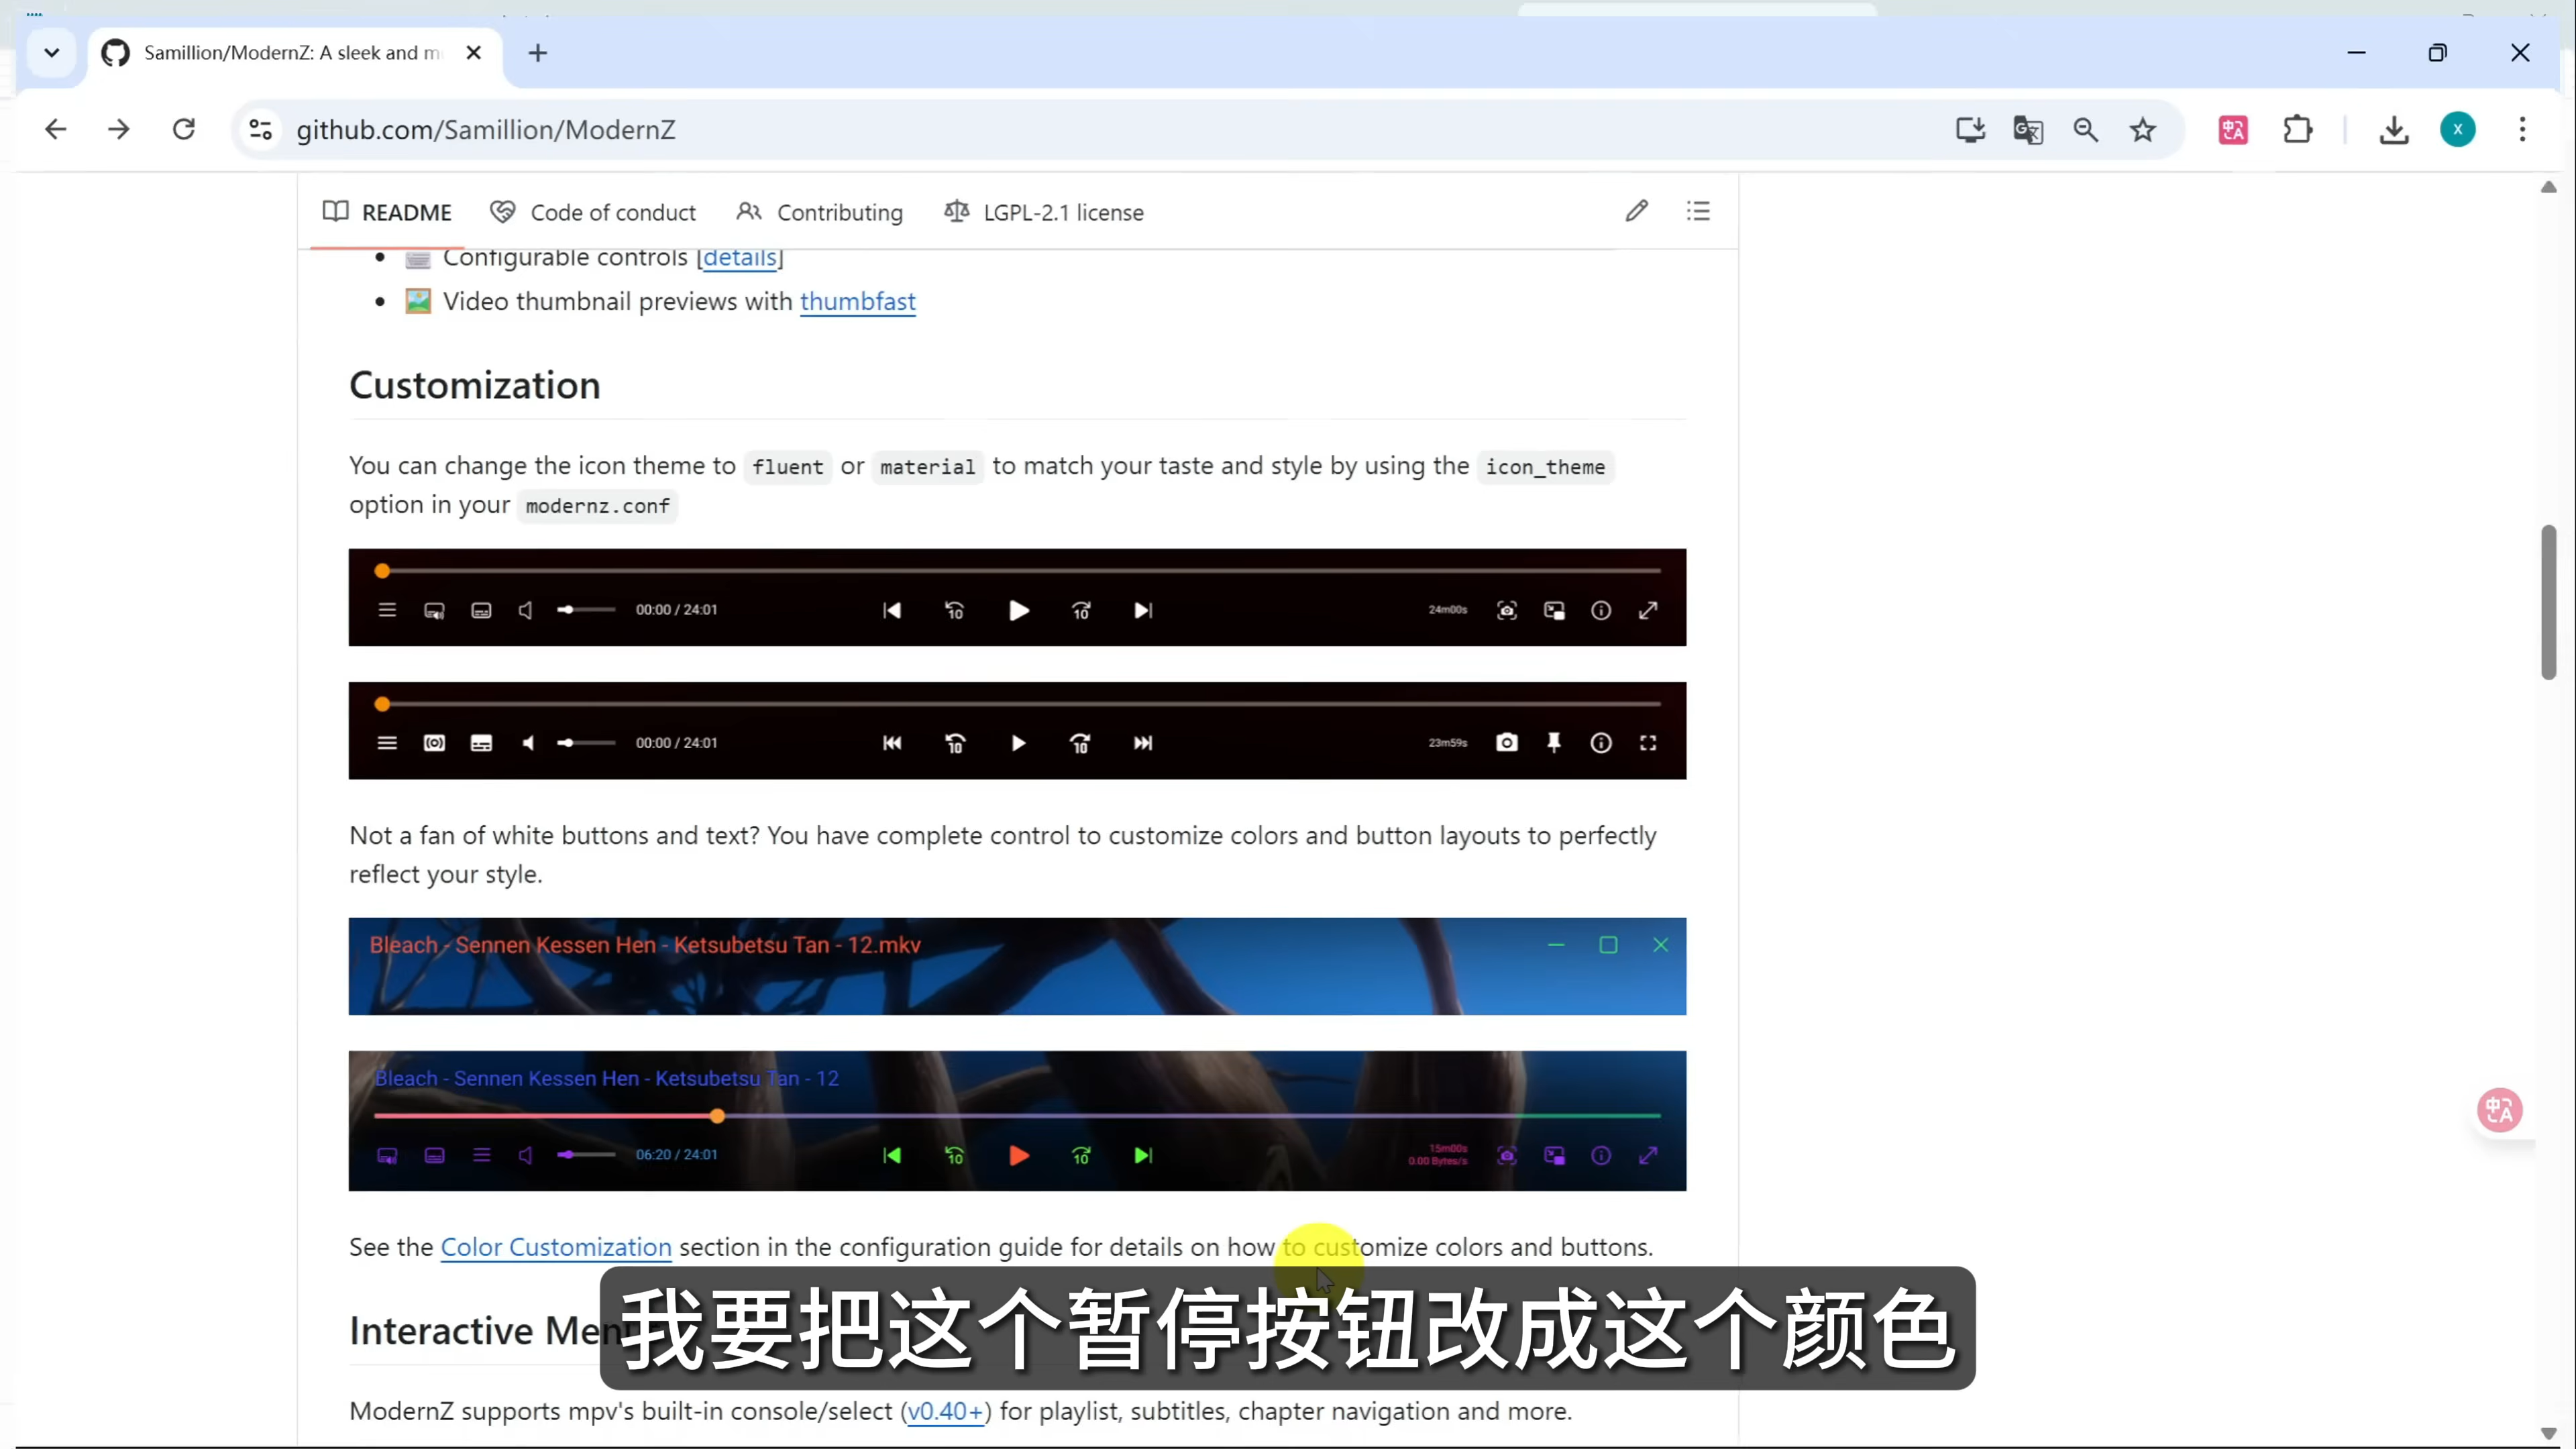 Samillion/ModernZ: A sleek and m
github.com/Samillion/ModernZ
X
README
Code of conduct
Contributing
LGPL-2.1 license
Configurable controls [details]
Video thumbnail previews with thumbfast
Customization
You can change the icon theme to fluent or material to match your taste and style by using the icon_theme
option in your modernz.conf
10
10
00:00 / 24:01
24m00s
10
10
00:00 / 24:01
23m59s
Not a fan of white buttons and text? You have complete control to customize colors and button layouts to perfectly
reflect your style.
Bleach - Sennen Kessen Hen - Ketsubetsu Tan - 12.mkv
Bleach - Sennen Kessen Hen - Ketsubetsu Tan - 12
06:20 / 24:01
10
10
15m00s
0.00 Bytes/s
See the Color Customization section in the configuration guide for details on how to customize colors and buttons.
Interactive Men
我要把这个暂停按钮改成这个颜色
ModernZ supports mpv's built-in console/select (v0.40+) for playlist, subtitles, chapter navigation and more.